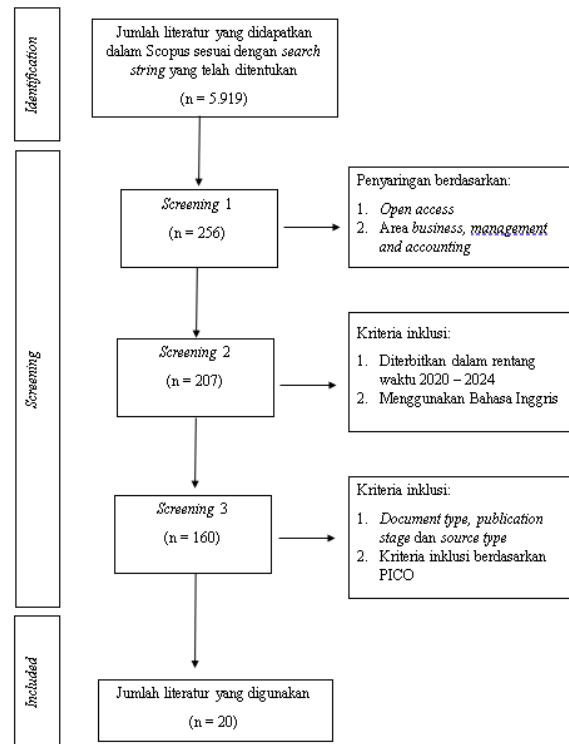 Identification
Jumlah literatur yang didapatkan
dalam Scopus sesuai dengan search
string yang telah ditentukan
(n = 5.919)
Screening
Screening 1
(n = 256)
Penyaringan berdasarkan:
1. Open access
2. Area business, management
and accounting
Screening 2
(n = 207)
Kriteria inklusi:
1. Diterbitkan dalam rentang
waktu 2020 – 2024
2. Menggunakan Bahasa Inggris
Screening 3
(n = 160)
Kriteria inklusi:
1. Document type, publication
stage dan source type
2. Kriteria inklusi berdasarkan
PICO
Included
Jumlah literatur yang digunakan
(n = 20)